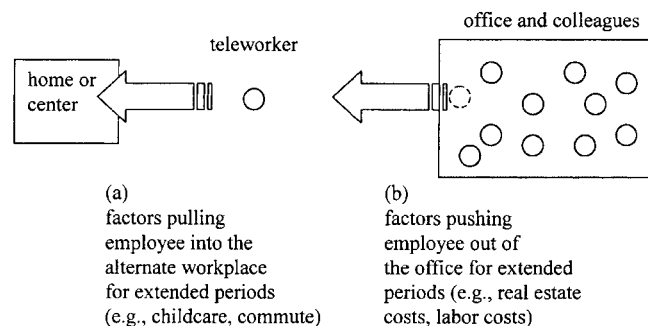 office and colleagues
teleworker
home or
center
(a)
factors pulling
employee into the
alternate workplace
for extended periods
(e.g., childcare, commute)
(b)
factors pushing
employee out of
the office for extended
periods (e.g., real estate
costs, labor costs)